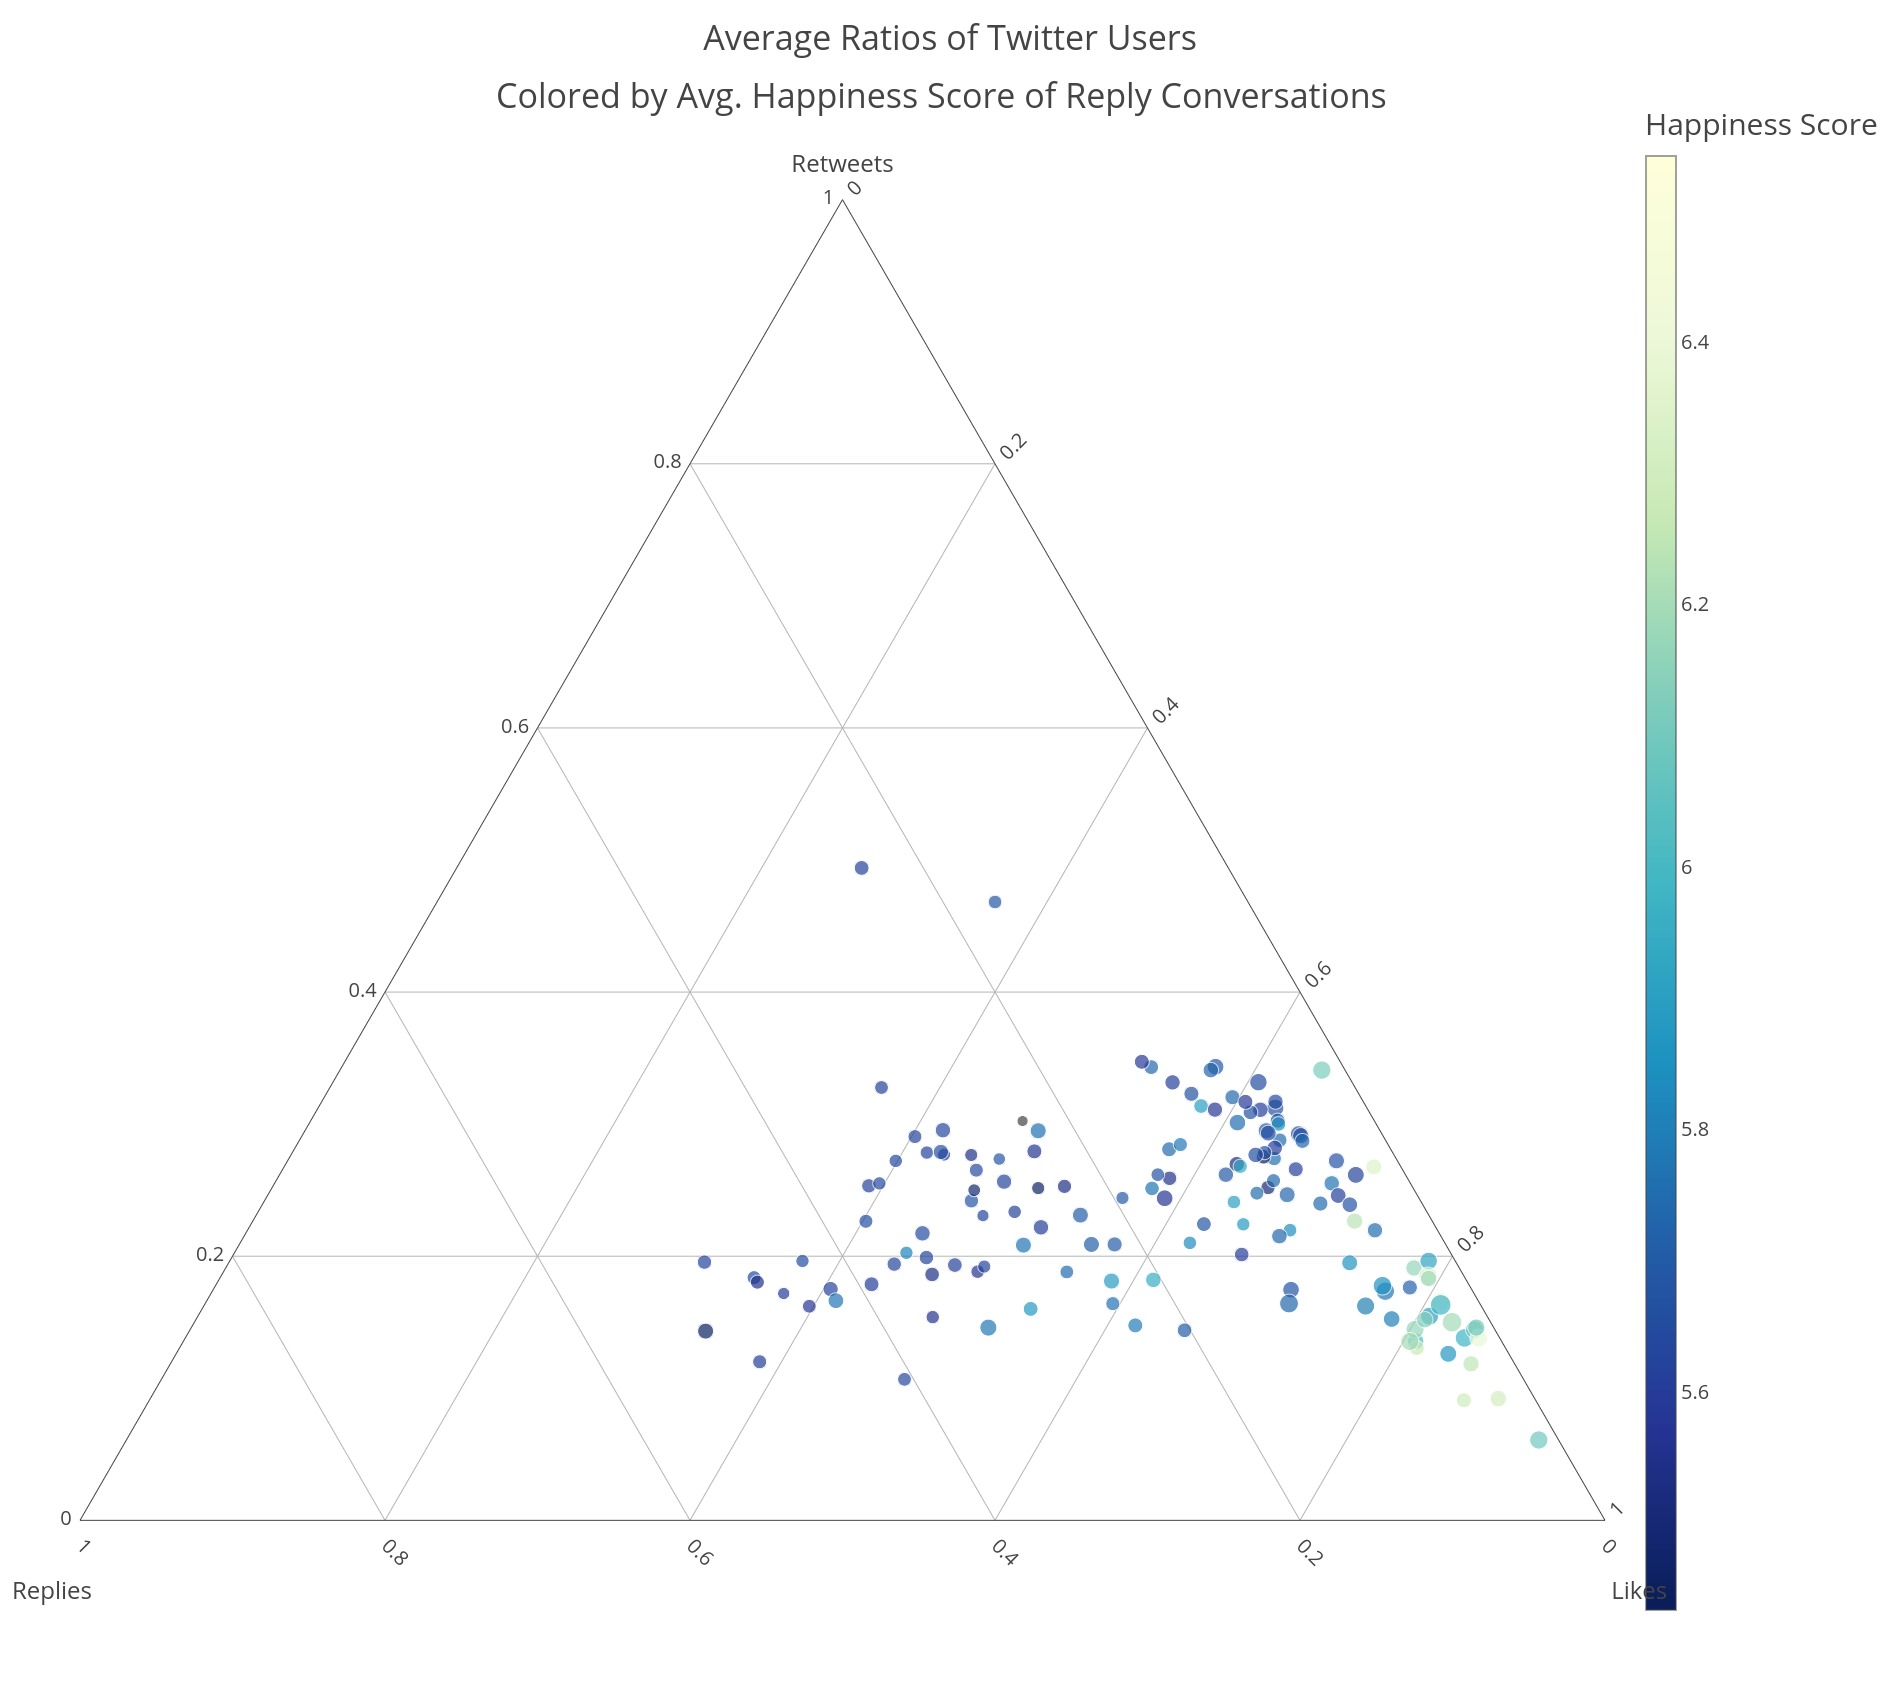 Average Ratios of Twitter Users
Colored by Avg. Happiness Score of Reply Conversations
Happiness Score
Retweets
1 0
0.8 0.2
0.6 0.4
0.4 0.6
0.2 0.8
0 1
1 0.8 0.6 0.4 0.2 0
Replies Likes
6.4
6.2
6
5.8
5.6